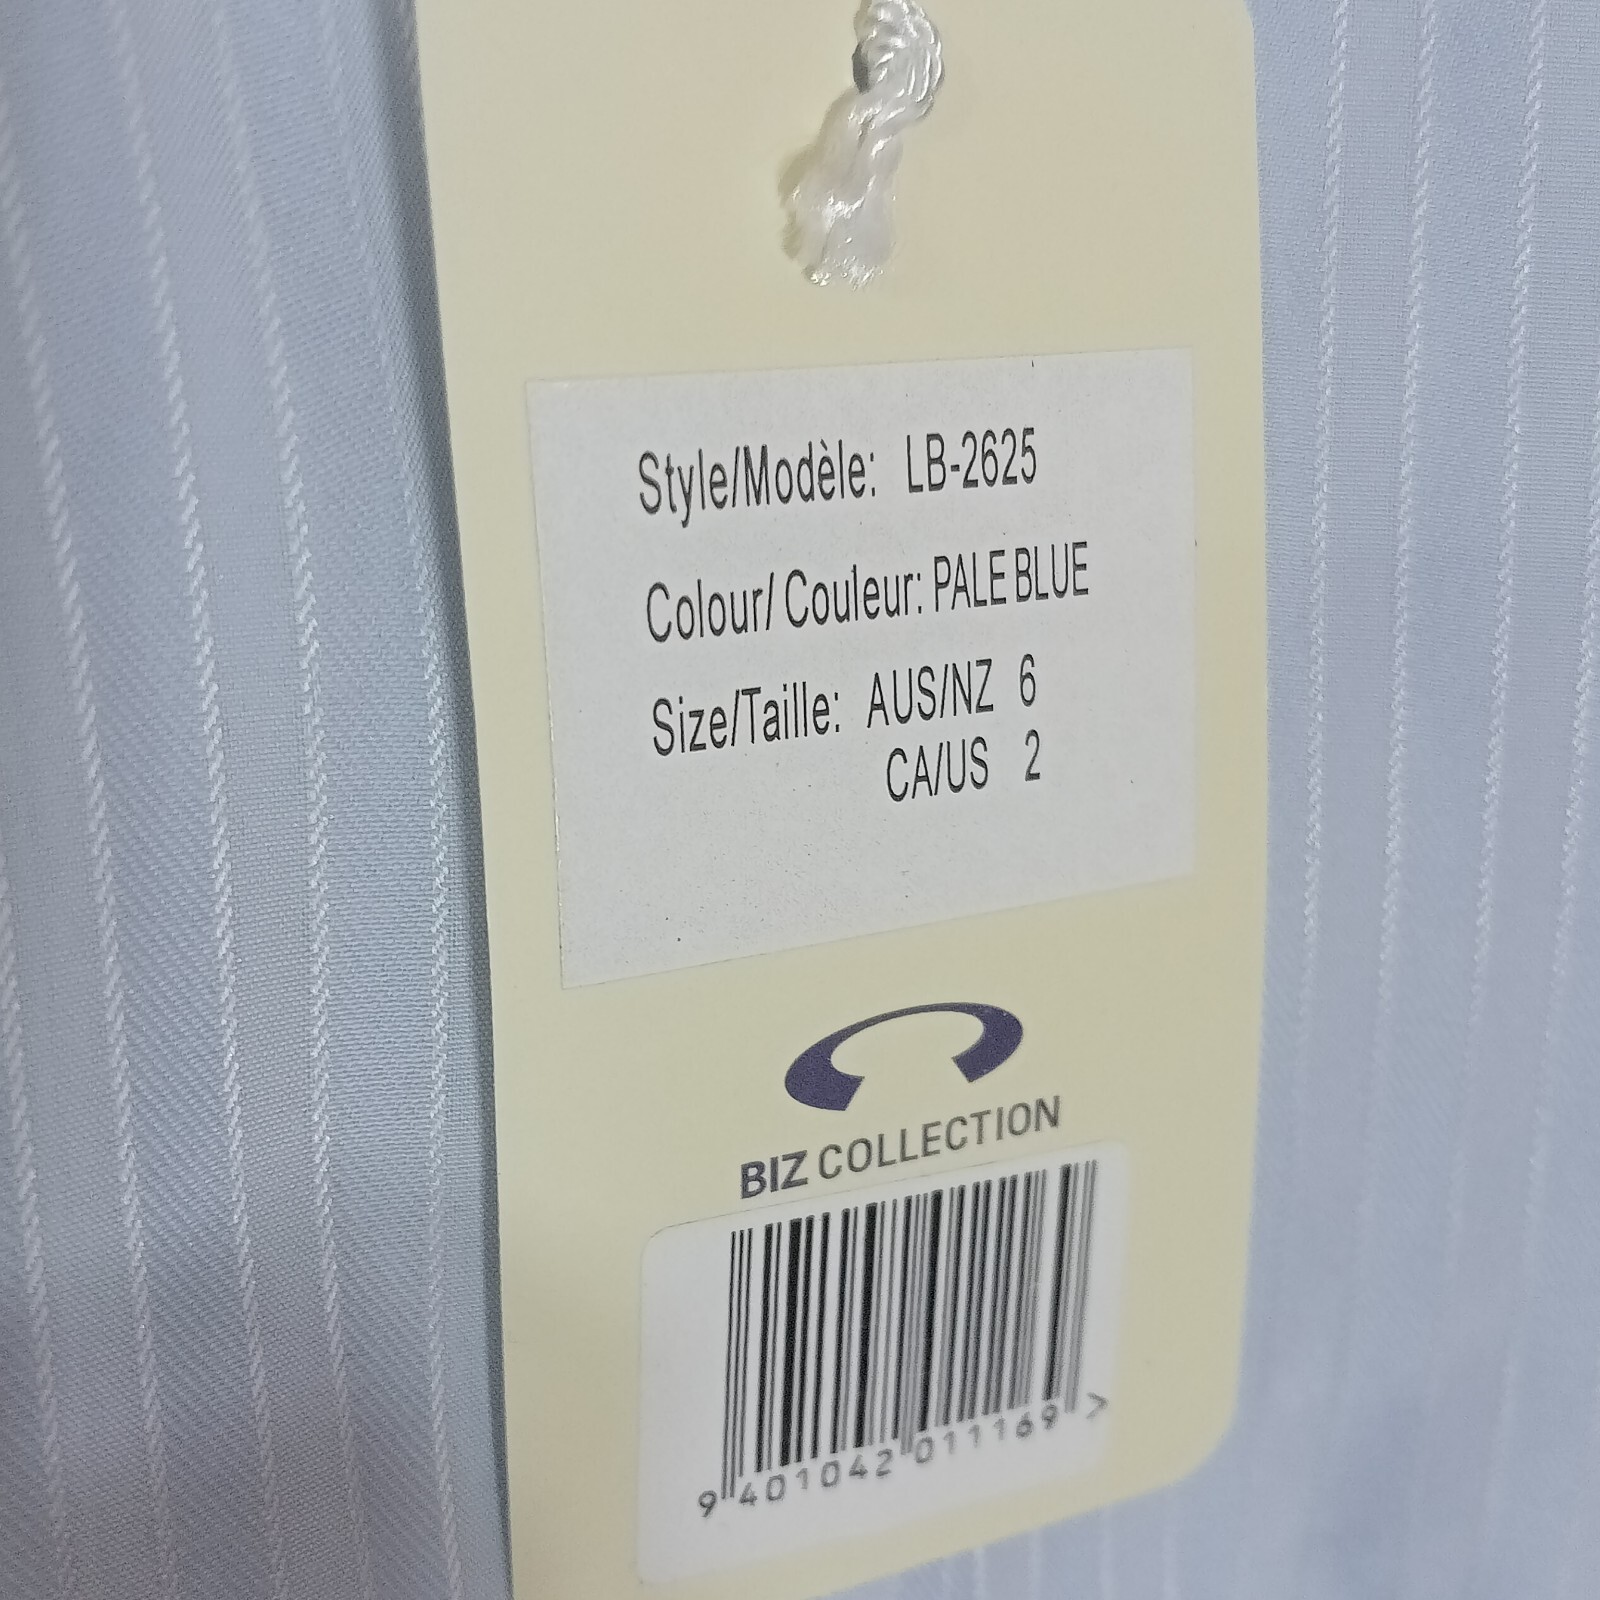 Style/Modèle: LB-2625
Colour/ Couleur: PALE BLUE
Size/Taille: AUS/NZ 6
CA/US 2
BIZ COLLECTION
9 401042 011169 >